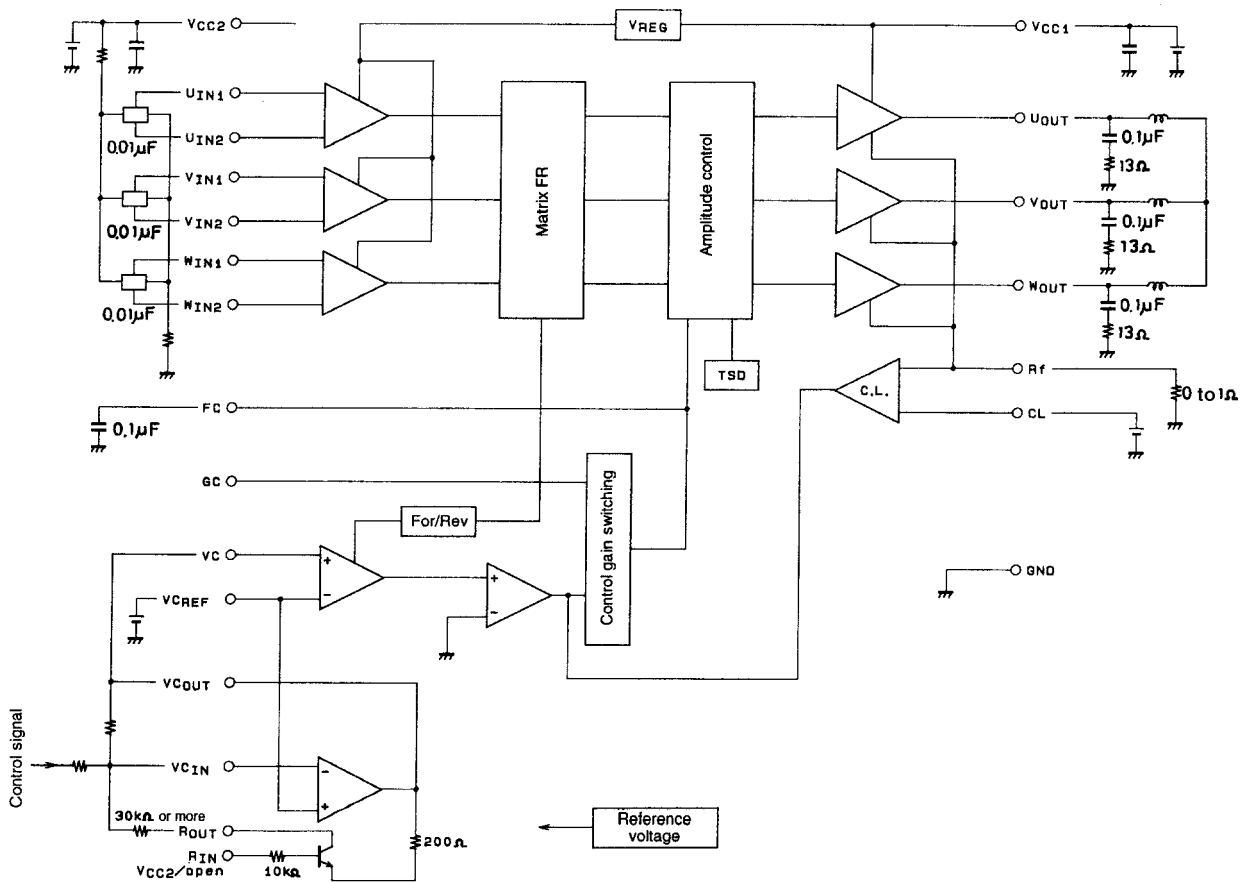 VCC2
VREG
VCC1
UIN1
UIN2
0.01µF
VIN1
VIN2
0.01µF
WIN1
WIN2
0.01µF
Matrix FR
Amplitude control
UOUT
0.1µF
13Ω
VOUT
0.1µF
13Ω
WOUT
0.1µF
13Ω
TSD
C.L.
Rf
0 to 1Ω
CL
FC
0.1µF
GC
For/Rev
Control gain switching
VC
+
−
VCREF
+
−
GND
VCOUT
Control signal
VCIN
−
+
30kΩ or more
ROUT
200Ω
RIN
VCC2/open
10kΩ
Reference
voltage